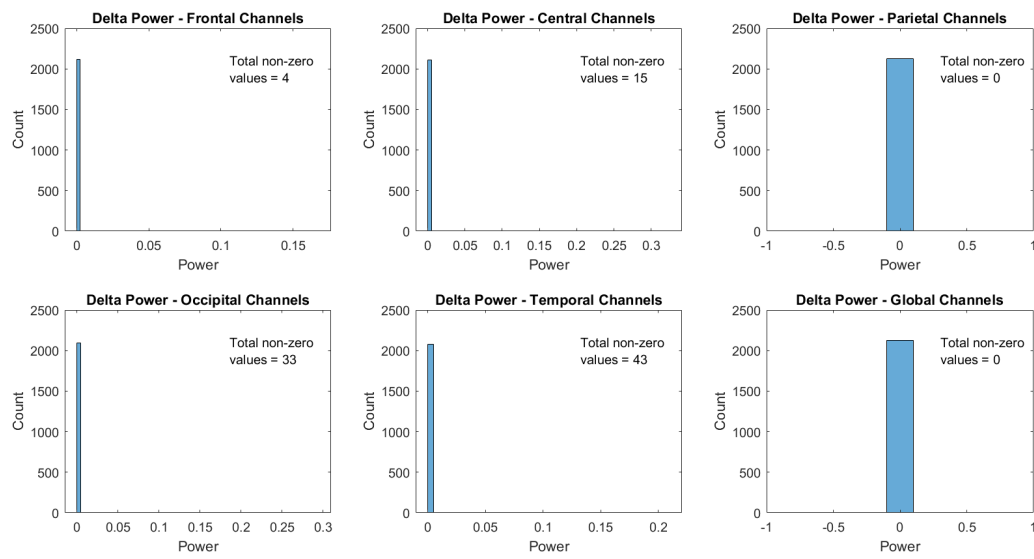 Delta Power - Frontal Channels
2500
2000
1500
1000
500
0
Count
Total non-zero
values = 4
0
0.05
0.1
0.15
Power
Delta Power - Central Channels
2500
2000
1500
1000
500
0
Count
Total non-zero
values = 15
0
0.05
0.1
0.15
0.2
0.25
0.3
Power
Delta Power - Parietal Channels
2500
2000
1500
1000
500
0
Count
Total non-zero
values = 0
-1
-0.5
0
0.5
1
Power
Delta Power - Occipital Channels
2500
2000
1500
1000
500
0
Count
Total non-zero
values = 33
0
0.05
0.1
0.15
0.2
0.25
0.3
Power
Delta Power - Temporal Channels
2500
2000
1500
1000
500
0
Count
Total non-zero
values = 43
0
0.05
0.1
0.15
0.2
Power
Delta Power - Global Channels
2500
2000
1500
1000
500
0
Count
Total non-zero
values = 0
-1
-0.5
0
0.5
1
Power